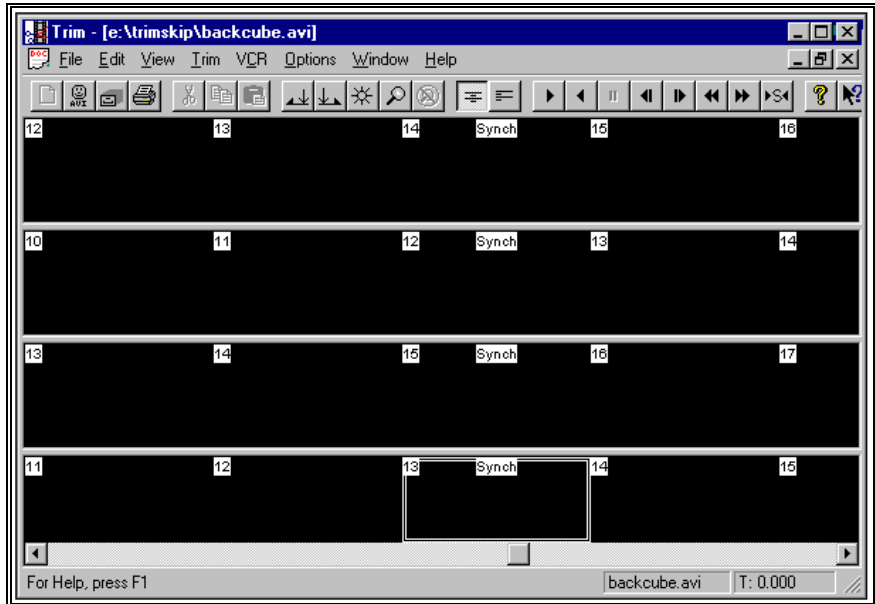 Trim - [e:\trimskip\backcube.avi]
File Edit View Trim VCR Options Window Help
AVI S ? ?
12 13 14 Synch 15 16
10 11 12 Synch 13 14
13 14 15 Synch 16 17
11 12 13 Synch 14 15
For Help, press F1 backcube.avi T: 0.000